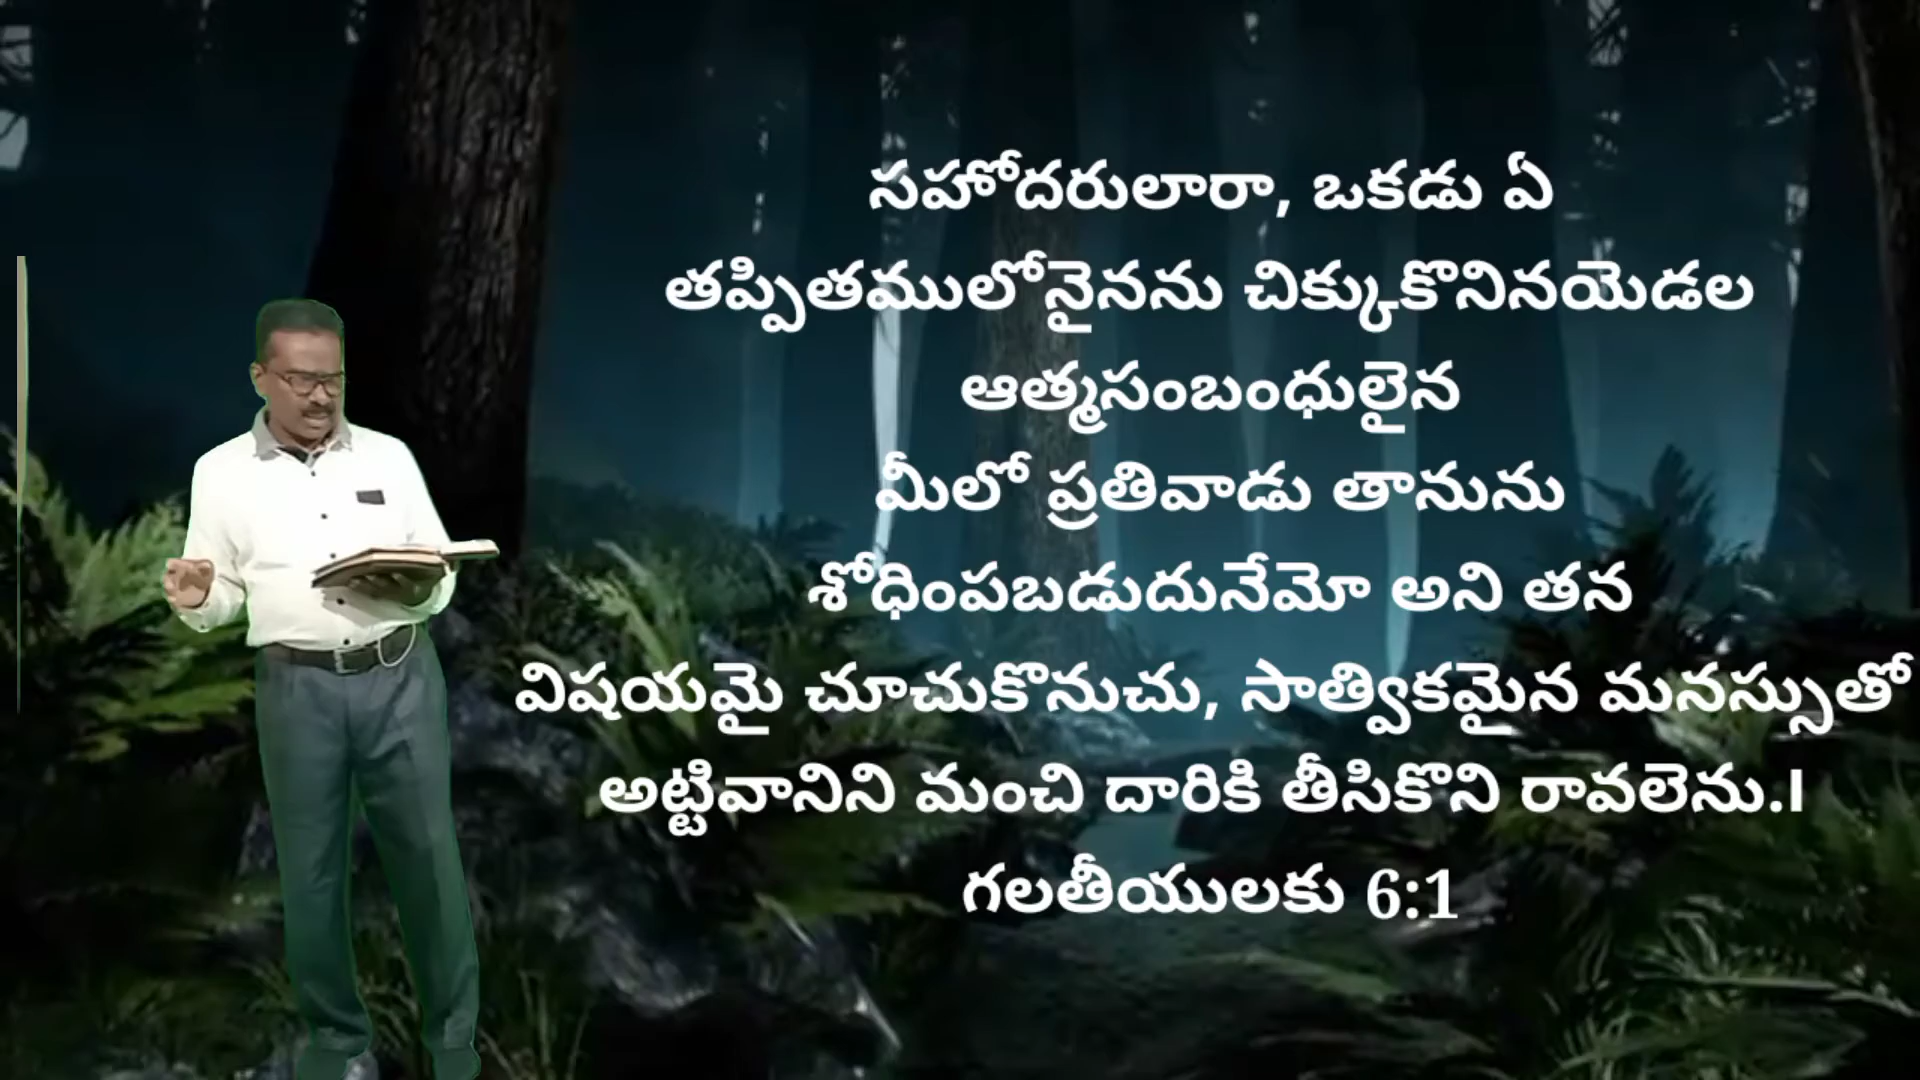 సహోదరులారా, ఒకడు ఏ
తప్పితములోనైనను చిక్కుకొనినయెడల
ఆత్మసంబంధులైన
మీలో ప్రతివాడు తానును
శోధింపబడుదునేమో అని తన
విషయమై చూచుకొనుచు, సాత్వికమైన మనస్సుతో
అట్టివానిని మంచి దారికి తీసికొని రావలెను.।
గలతీయులకు 6:1